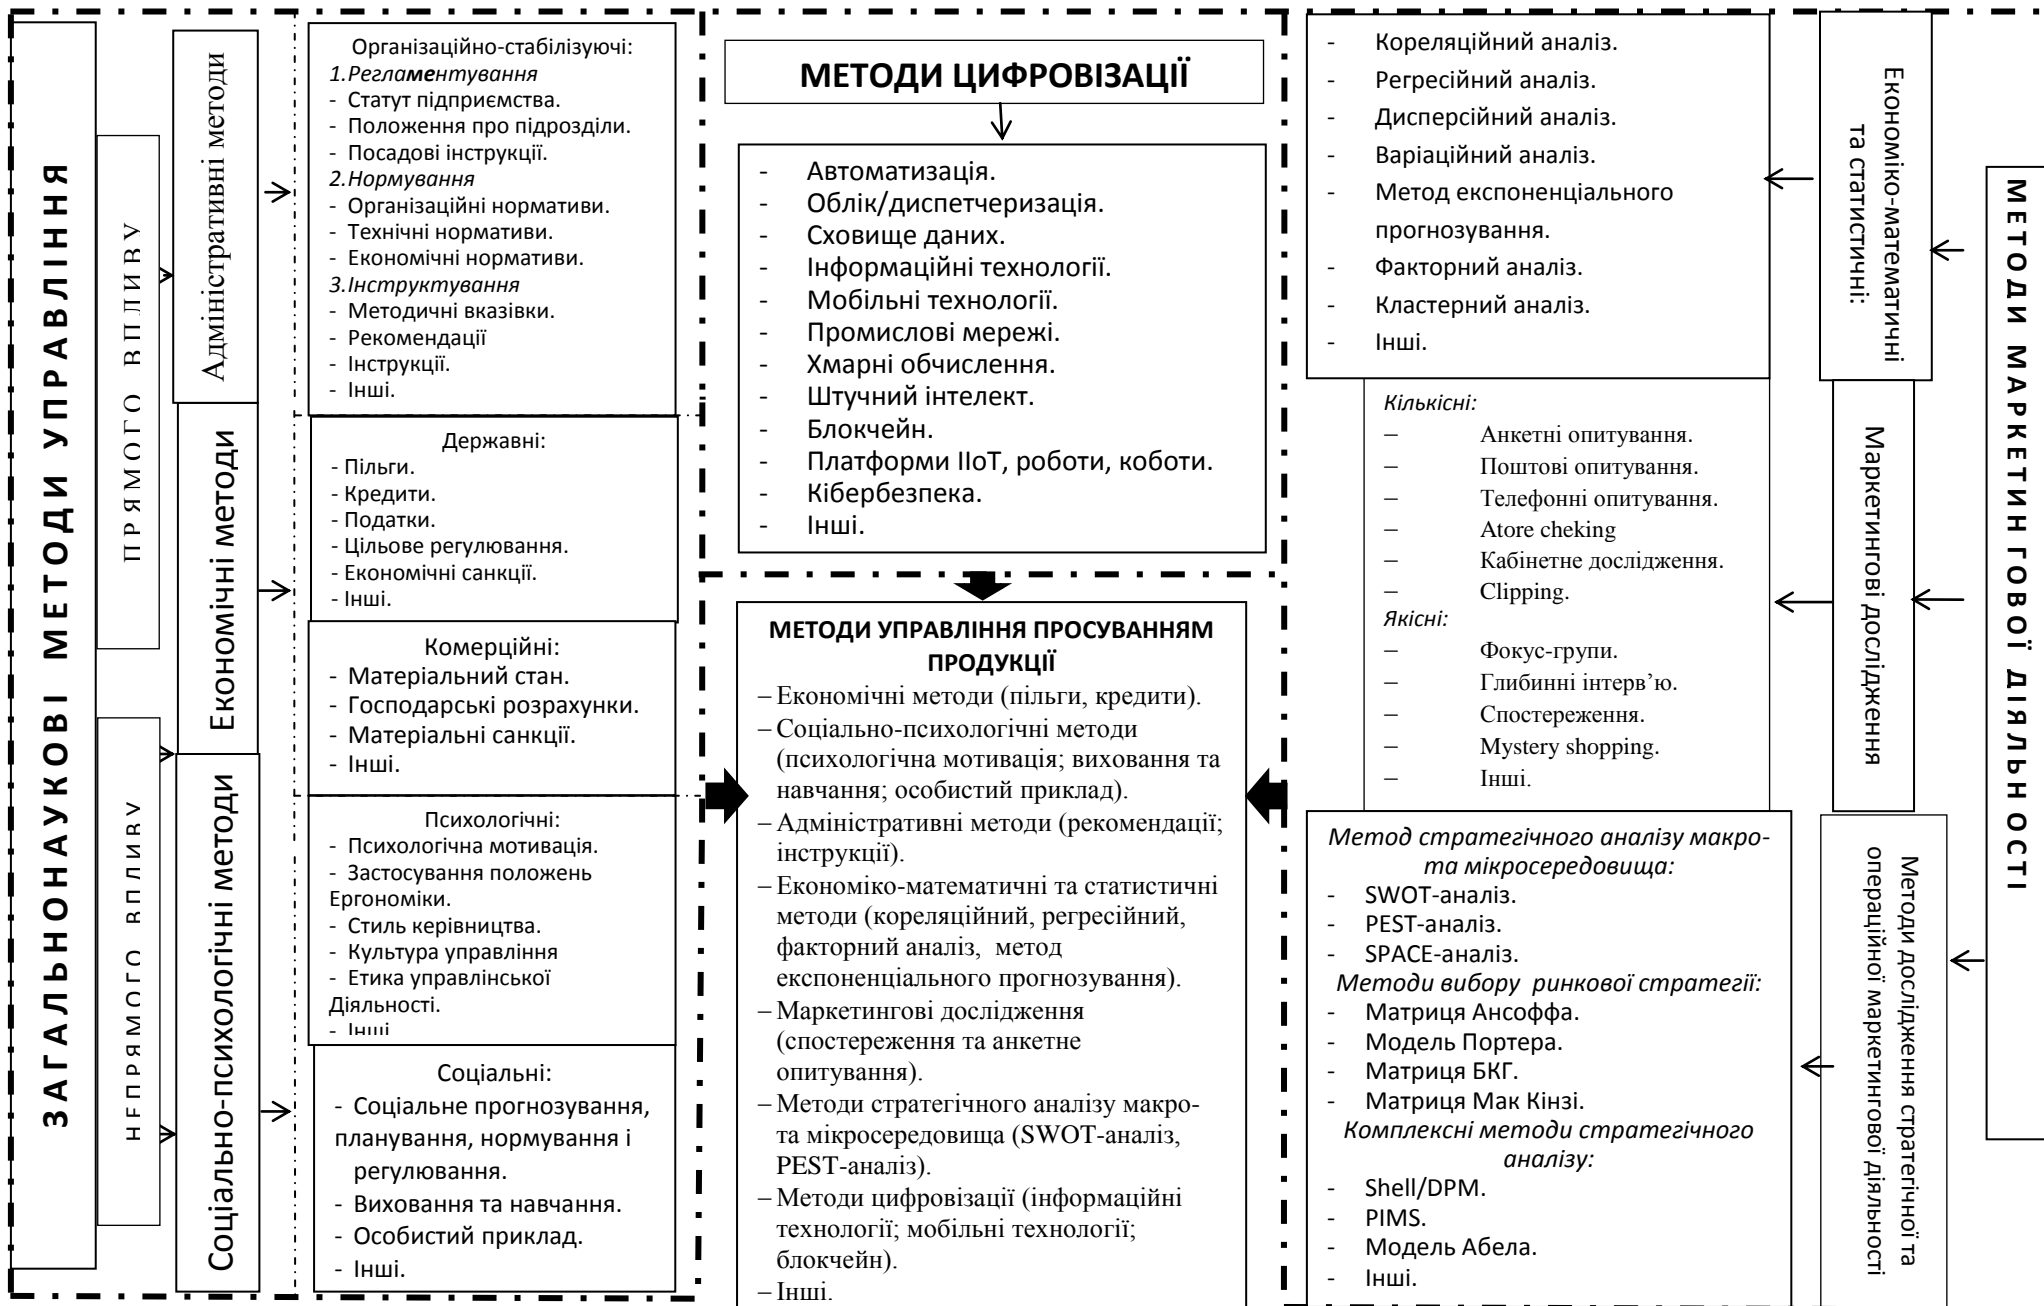 ЗАГАЛЬНОНАУКОВІ МЕТОДИ УПРАВЛІННЯ
ПРЯМОГО ВПЛИВУ
НЕПРЯМОГО ВПЛИВУ
Адміністративні методи
Економічні методи
Соціально-психологічні методи
Організаційно-стабілізуючі:
1.Регламентування
- Статут підприємства.
- Положення про підрозділи.
- Посадові інструкції.
2.Нормування
- Організаційні нормативи.
- Технічні нормативи.
- Економічні нормативи.
3.Інструктування
- Методичні вказівки.
- Рекомендації
- Інструкції.
- Інші.
Державні:
- Пільги.
- Кредити.
- Податки.
- Цільове регулювання.
- Економічні санкції.
- Інші.
Комерційні:
- Матеріальний стан.
- Господарські розрахунки.
- Матеріальні санкції.
- Інші.
Психологічні:
- Психологічна мотивація.
- Застосування положень
Ергономіки.
- Стиль керівництва.
- Культура управління
- Етика управлінської
Діяльності.
- Інші
Соціальні:
- Соціальне прогнозування,
планування, нормування і
регулювання.
- Виховання та навчання.
- Особистий приклад.
- Інші.
МЕТОДИ ЦИФРОВІЗАЦІЇ
- Автоматизація.
- Облік/диспетчеризація.
- Сховище даних.
- Інформаційні технології.
- Мобільні технології.
- Промислові мережі.
- Хмарні обчислення.
- Штучний інтелект.
- Блокчейн.
- Платформи IIoT, роботи, коботи.
- Кібербезпека.
- Інші.
МЕТОДИ УПРАВЛІННЯ ПРОСУВАННЯМ
ПРОДУКЦІЇ
– Економічні методи (пільги, кредити).
– Соціально-психологічні методи
(психологічна мотивація; виховання та
навчання; особистий приклад).
– Адміністративні методи (рекомендації;
інструкції).
– Економіко-математичні та статистичні
методи (кореляційний, регресійний,
факторний аналіз, метод
експоненціального прогнозування).
– Маркетингові дослідження
(спостереження та анкетне
опитування).
– Методи стратегічного аналізу макро-
та мікросередовища (SWOT-аналіз,
PEST-аналіз).
– Методи цифровізації (інформаційні
технології; мобільні технології;
блокчейн).
– Інші.
- Кореляційний аналіз.
- Регресійний аналіз.
- Дисперсійний аналіз.
- Варіаційний аналіз.
- Метод експоненціального
прогнозування.
- Факторний аналіз.
- Кластерний аналіз.
- Інші.
Кількісні:
– Анкетні опитування.
– Поштові опитування.
– Телефонні опитування.
– Atore cheking
– Кабінетне дослідження.
– Clipping.
Якісні:
– Фокус-групи.
– Глибинні інтерв’ю.
– Спостереження.
– Mystery shopping.
– Інші.
Метод стратегічного аналізу макро-
та мікросередовища:
- SWOT-аналіз.
- PEST-аналіз.
- SPACE-аналіз.
Методи вибору ринкової стратегії:
- Матриця Ансоффа.
- Модель Портера.
- Матриця БКГ.
- Матриця Мак Кінзі.
Комплексні методи стратегічного
аналізу:
- Shell/DPM.
- PIMS.
- Модель Абела.
- Інші.
Економіко-математичні
та статистичні:
Маркетингові дослідження
Методи дослідження стратегічної та
операційної маркетингової діяльності
МЕТОДИ МАРКЕТИНГОВОЇ ДІЯЛЬНОСТІ